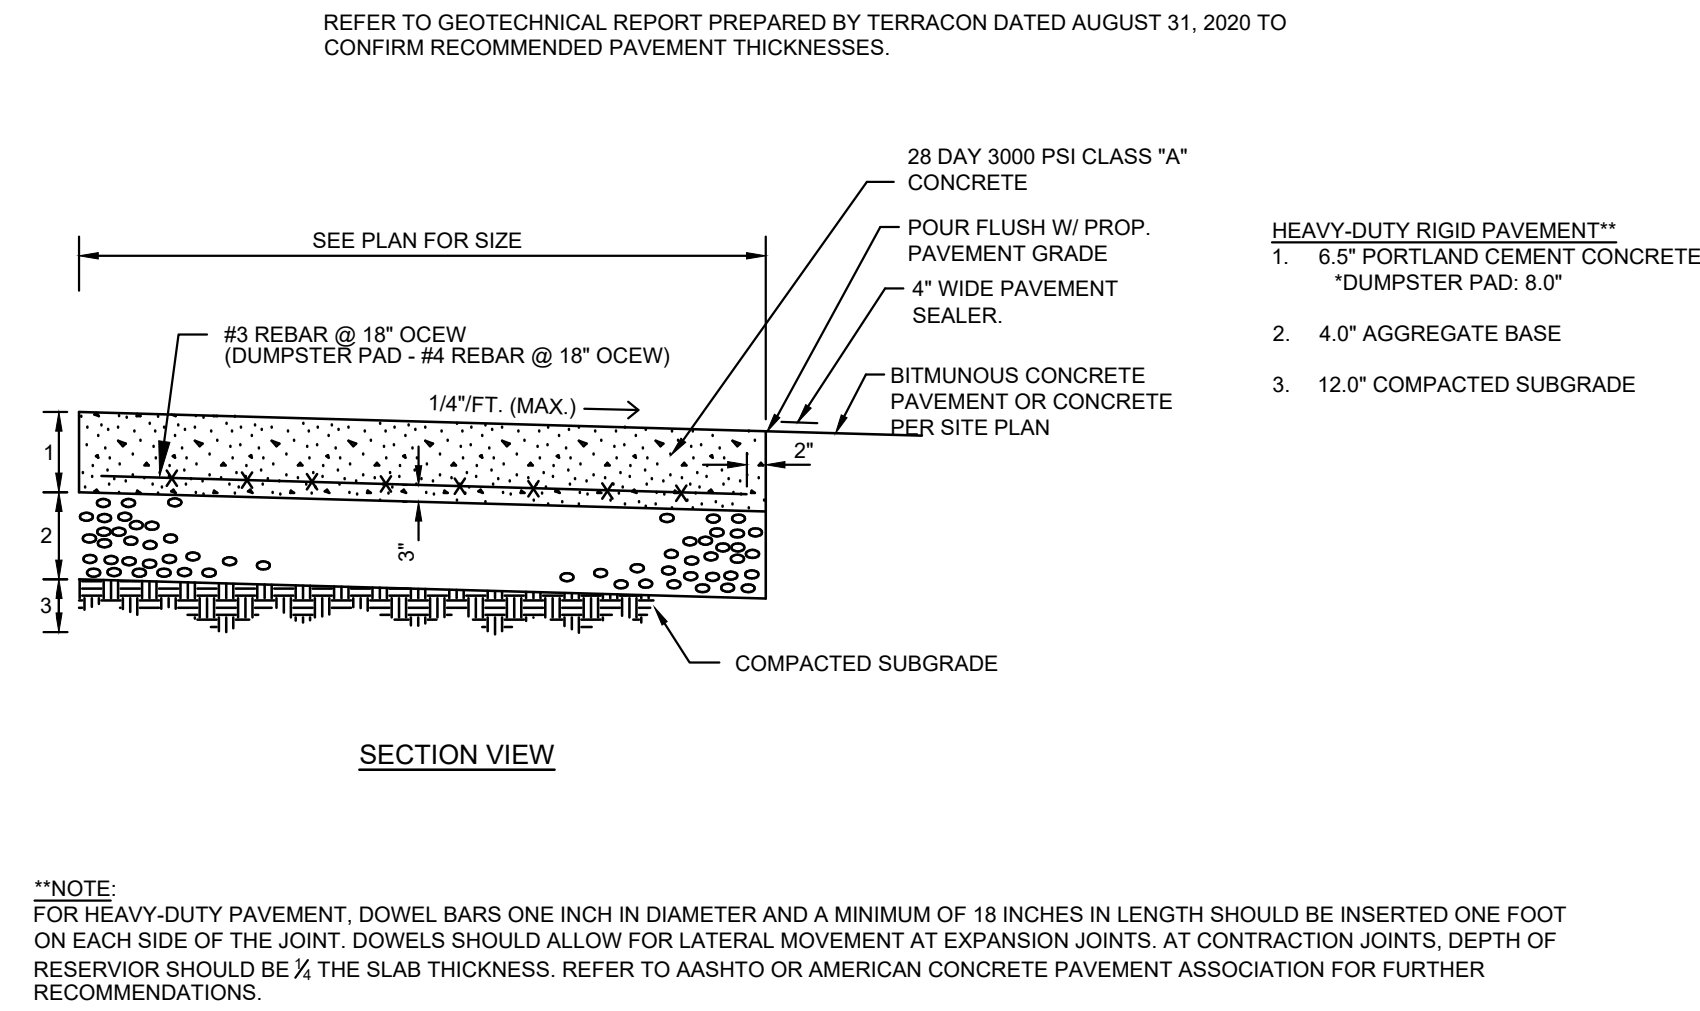 REFER TO GEOTECHNICAL REPORT PREPARED BY TERRACON DATED AUGUST 31, 2020 TO
CONFIRM RECOMMENDED PAVEMENT THICKNESSES.
28 DAY 3000 PSI CLASS "A"
CONCRETE
POUR FLUSH W/ PROP.
PAVEMENT GRADE
4" WIDE PAVEMENT
SEALER.
BITMUNOUS CONCRETE
PAVEMENT OR CONCRETE
PER SITE PLAN
HEAVY-DUTY RIGID PAVEMENT**
1. 6.5" PORTLAND CEMENT CONCRETE
*DUMPSTER PAD: 8.0"
2. 4.0" AGGREGATE BASE
3. 12.0" COMPACTED SUBGRADE
SEE PLAN FOR SIZE
#3 REBAR @ 18" OCEW
(DUMPSTER PAD - #4 REBAR @ 18" OCEW)
1/4"/FT. (MAX.)
2"
1
2
3
3"
COMPACTED SUBGRADE
SECTION VIEW
**NOTE:
FOR HEAVY-DUTY PAVEMENT, DOWEL BARS ONE INCH IN DIAMETER AND A MINIMUM OF 18 INCHES IN LENGTH SHOULD BE INSERTED ONE FOOT
ON EACH SIDE OF THE JOINT. DOWELS SHOULD ALLOW FOR LATERAL MOVEMENT AT EXPANSION JOINTS. AT CONTRACTION JOINTS, DEPTH OF
RESERVIOR SHOULD BE 1/4 THE SLAB THICKNESS. REFER TO AASHTO OR AMERICAN CONCRETE PAVEMENT ASSOCIATION FOR FURTHER
RECOMMENDATIONS.